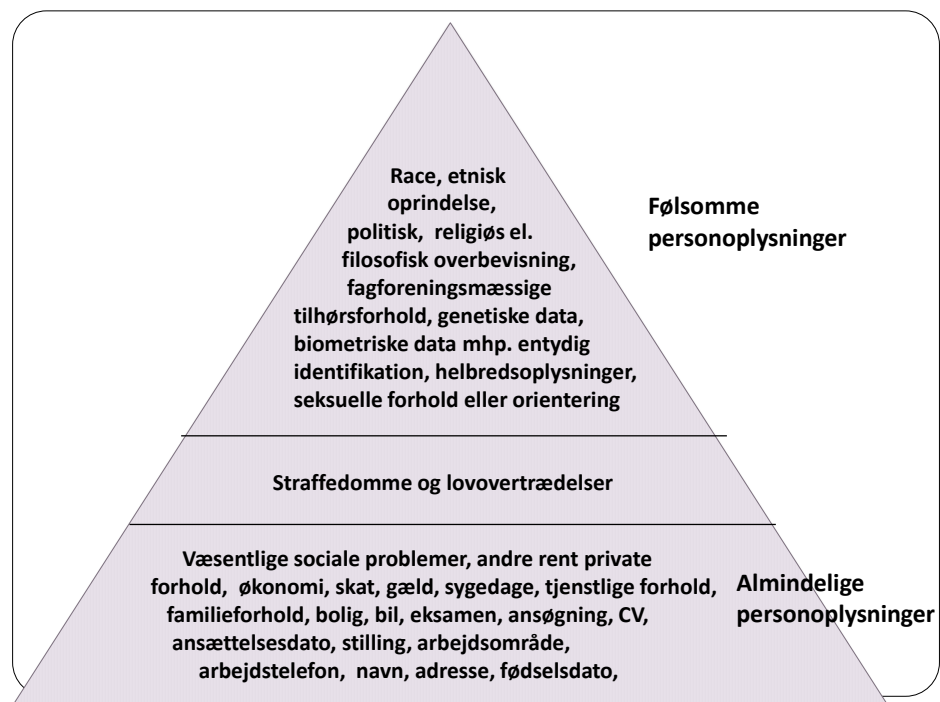 Race, etnisk
oprindelse,
politisk, religiøs el.
filosofisk overbevisning,
fagforeningsmæssige
tilhørsforhold, genetiske data,
biometriske data mhp. entydig
identifikation, helbredsoplysninger,
seksuelle forhold eller orientering
Følsomme
personoplysninger
Straffedomme og lovovertrædelser
Væsentlige sociale problemer, andre rent private
forhold, økonomi, skat, gæld, sygedage, tjenstlige forhold,
familieforhold, bolig, bil, eksamen, ansøgning, CV,
ansættelsesdato, stilling, arbejdsområde,
arbejdstelefon, navn, adresse, fødselsdato,
Almindelige
personoplysninger